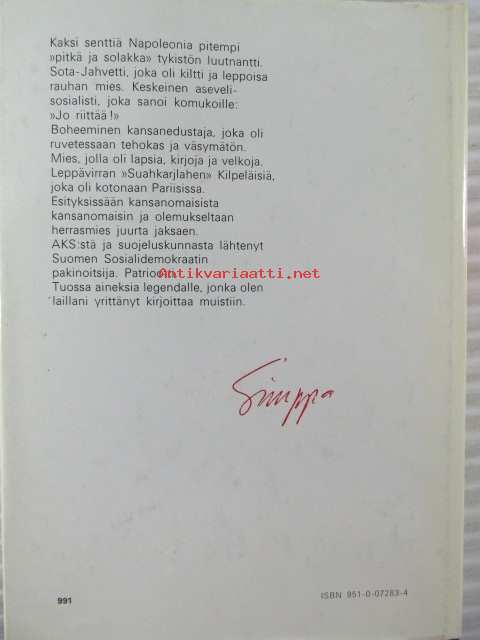 Kaksi senttiä Napoleonia pitempi
»pitkä ja solakka» tykistön luutnantti.
Sota-Jahvetti, joka oli kiltti ja leppoisa
rauhan mies. Keskeinen aseveli-
sosialisti, joka sanoi komukoille:
»Jo riittää!»
Boheeminen kansanedustaja, joka oli
ruvetessaan tehokas ja väsymätön.
Mies, jolla oli lapsia, kirjoja ja velkoja.
Leppävirran »Suahkarjlahen» Kilpeläisiä,
joka oli kotonaan Pariisissa.
Esityksissään kansanomaisista
kansanomaisin ja olemukseltaan
herrasmies juurta jaksaen.
AKS:stä ja suojeluskunnasta lähtenyt
Suomen Sosialidemokraatin
pakinoitsija. Patriootti.
Antikvariaatti.net
Tuossa aineksia legendalle, jonka olen
laillani yrittänyt kirjoittaa muistiin.
Simppa
991
ISBN 951-0-07283-4